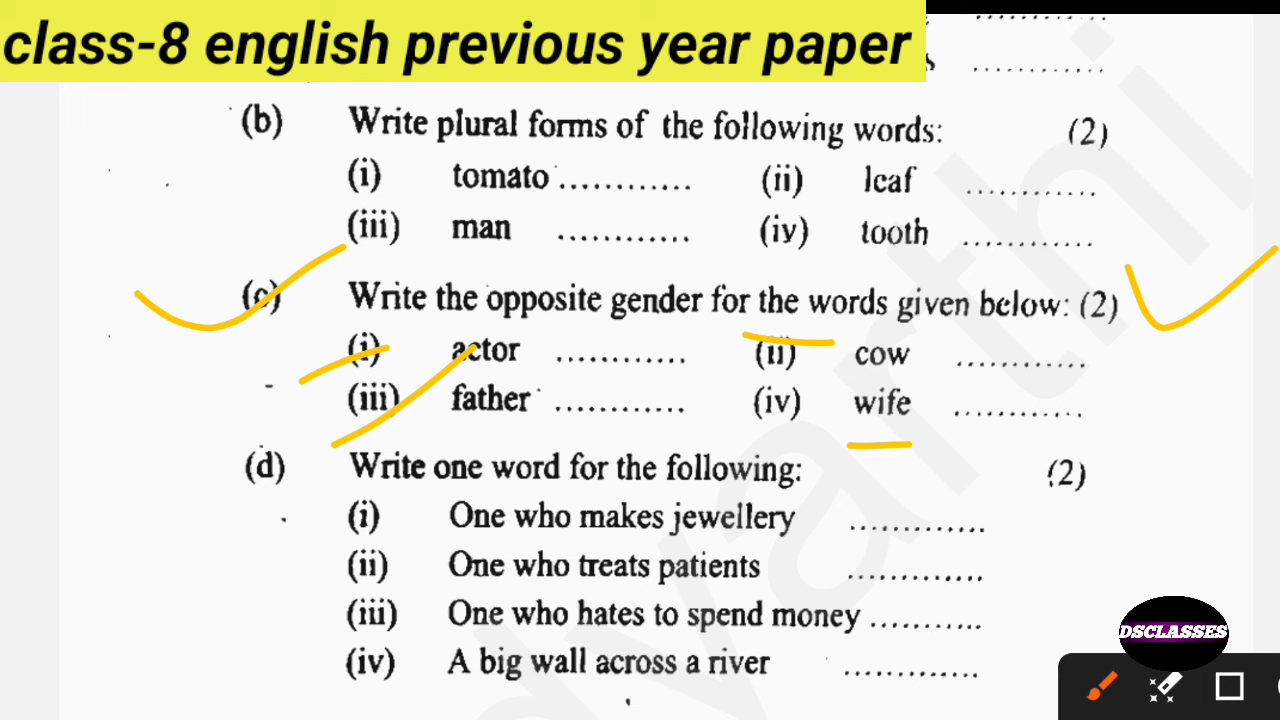 class-8 english previous year paper
(b) Write plural forms of the following words: (2)
(i) tomato ............ (ii) leaf ............
(iii) man ............ (iv) tooth ............
(c) Write the opposite gender for the words given below: (2)
(i) actor ............ (ii) cow ............
(iii) father ............ (iv) wife ............
(d) Write one word for the following: (2)
(i) One who makes jewellery ............
(ii) One who treats patients ............
(iii) One who hates to spend money ...........
(iv) A big wall across a river ............
DSCLASSES